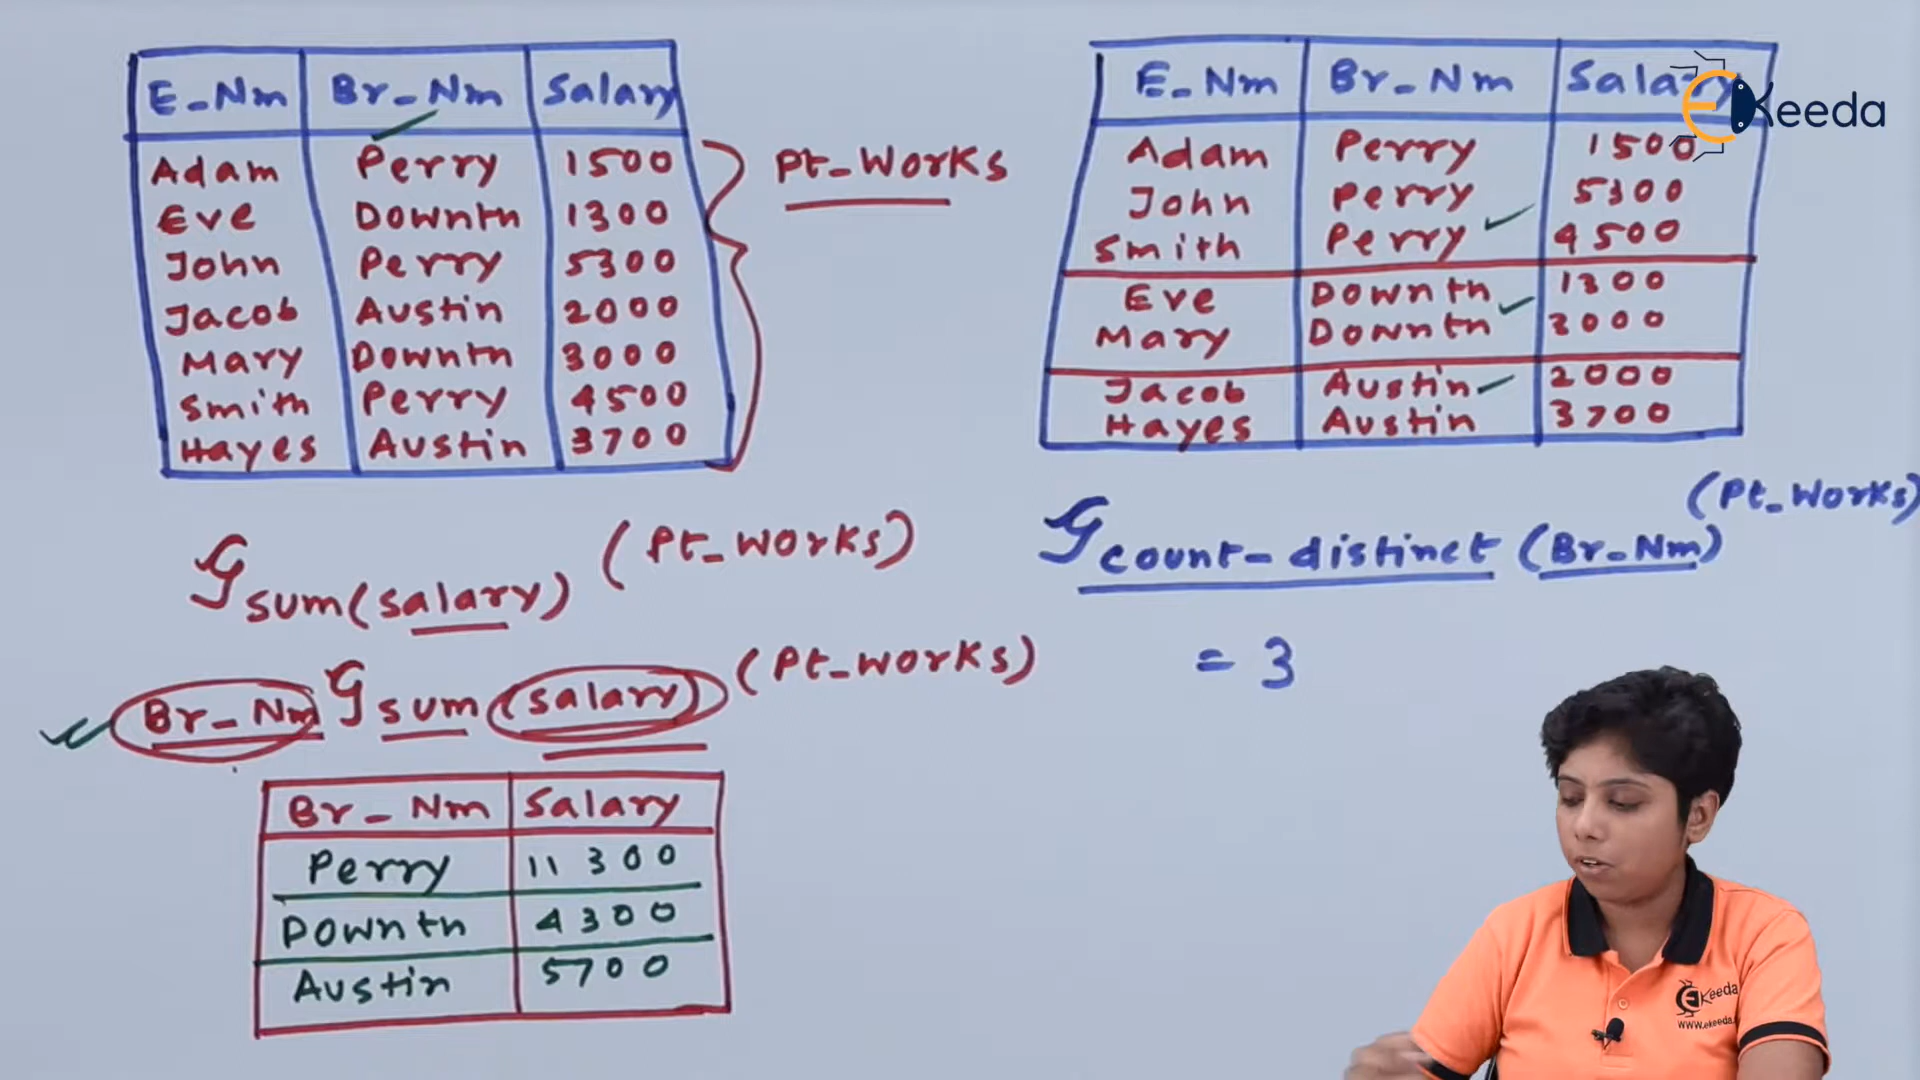 E_Nm Br_Nm Salary
Adam Perry 1500
Eve Downtn 1300
John Perry 5300
Jacob Austin 2000
Mary Downtn 3000
Smith Perry 4500
Hayes Austin 3700
Pt_Works
E_Nm Br_Nm Salary
Adam Perry 1500
John Perry 5300
Smith Perry 4500
Eve Downtn 1300
Mary Downtn 3000
Jacob Austin 2000
Hayes Austin 3700
EKeeda
G sum(salary) (Pt_Works)
Br_Nm G sum (salary) (Pt_Works)
Br_Nm Salary
Perry 11300
Downtn 4300
Austin 5700
G count-distinct (Br_Nm) (Pt_Works)
= 3
EKeeda